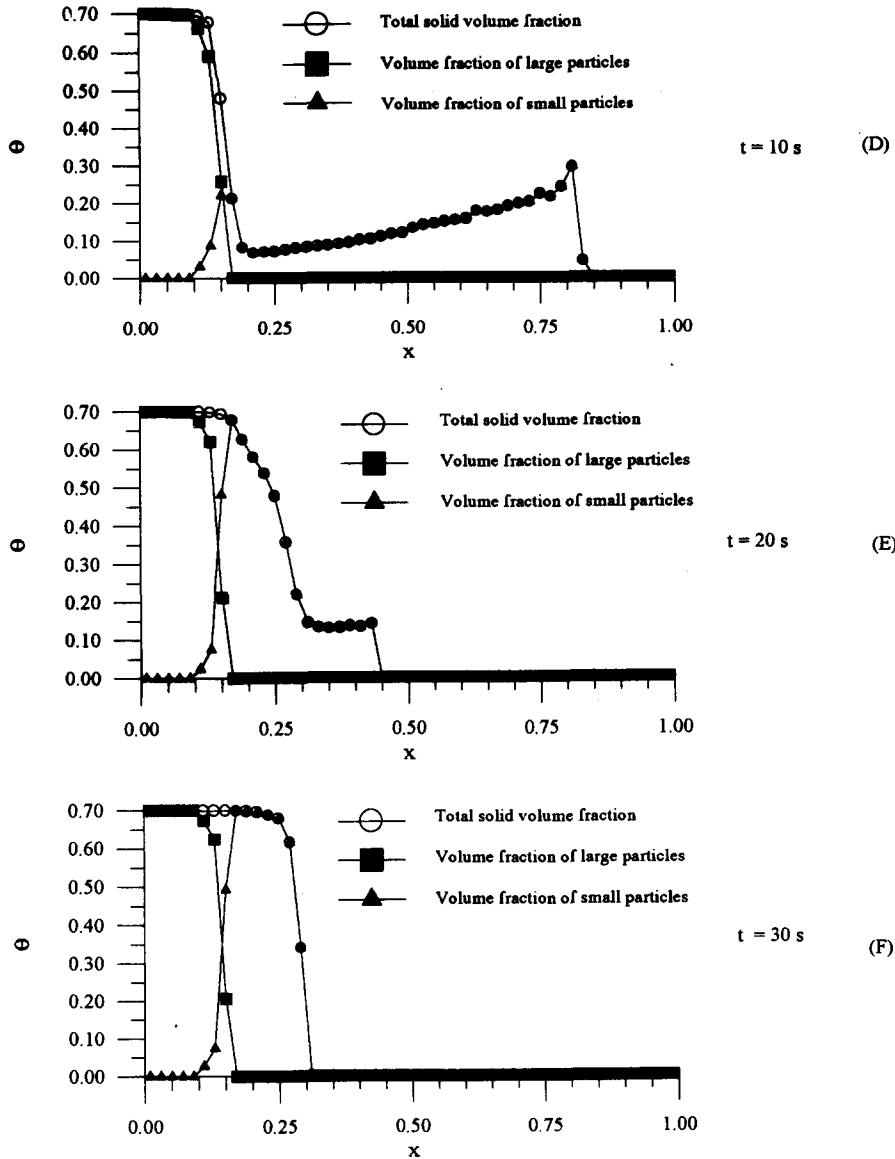 Total solid volume fraction
Volume fraction of large particles
Volume fraction of small particles
0.70
0.60
0.50
0.40
0.30
0.20
0.10
0.00
θ
t = 10 s
(D)
0.00 0.25 0.50 0.75 1.00
x
Total solid volume fraction
Volume fraction of large particles
Volume fraction of small particles
0.70
0.60
0.50
0.40
0.30
0.20
0.10
0.00
θ
t = 20 s
(E)
0.00 0.25 0.50 0.75 1.00
x
Total solid volume fraction
Volume fraction of large particles
Volume fraction of small particles
0.70
0.60
0.50
0.40
0.30
0.20
0.10
0.00
θ
t = 30 s
(F)
0.00 0.25 0.50 0.75 1.00
x